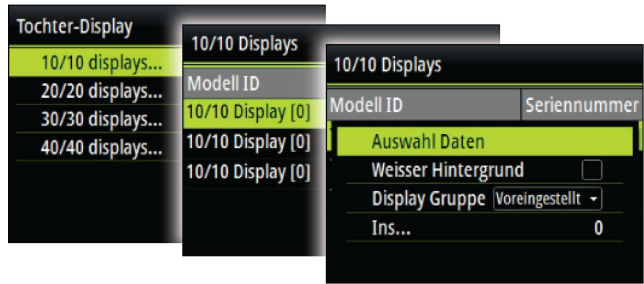 Tochter-Display
10/10 displays...
20/20 displays...
30/30 displays...
40/40 displays...
10/10 Displays
Modell ID
10/10 Display [0]
10/10 Display [0]
10/10 Display [0]
10/10 Displays
Modell ID Seriennummer
Auswahl Daten
Weisser Hintergrund
Display Gruppe Voreingestellt
Ins... 0